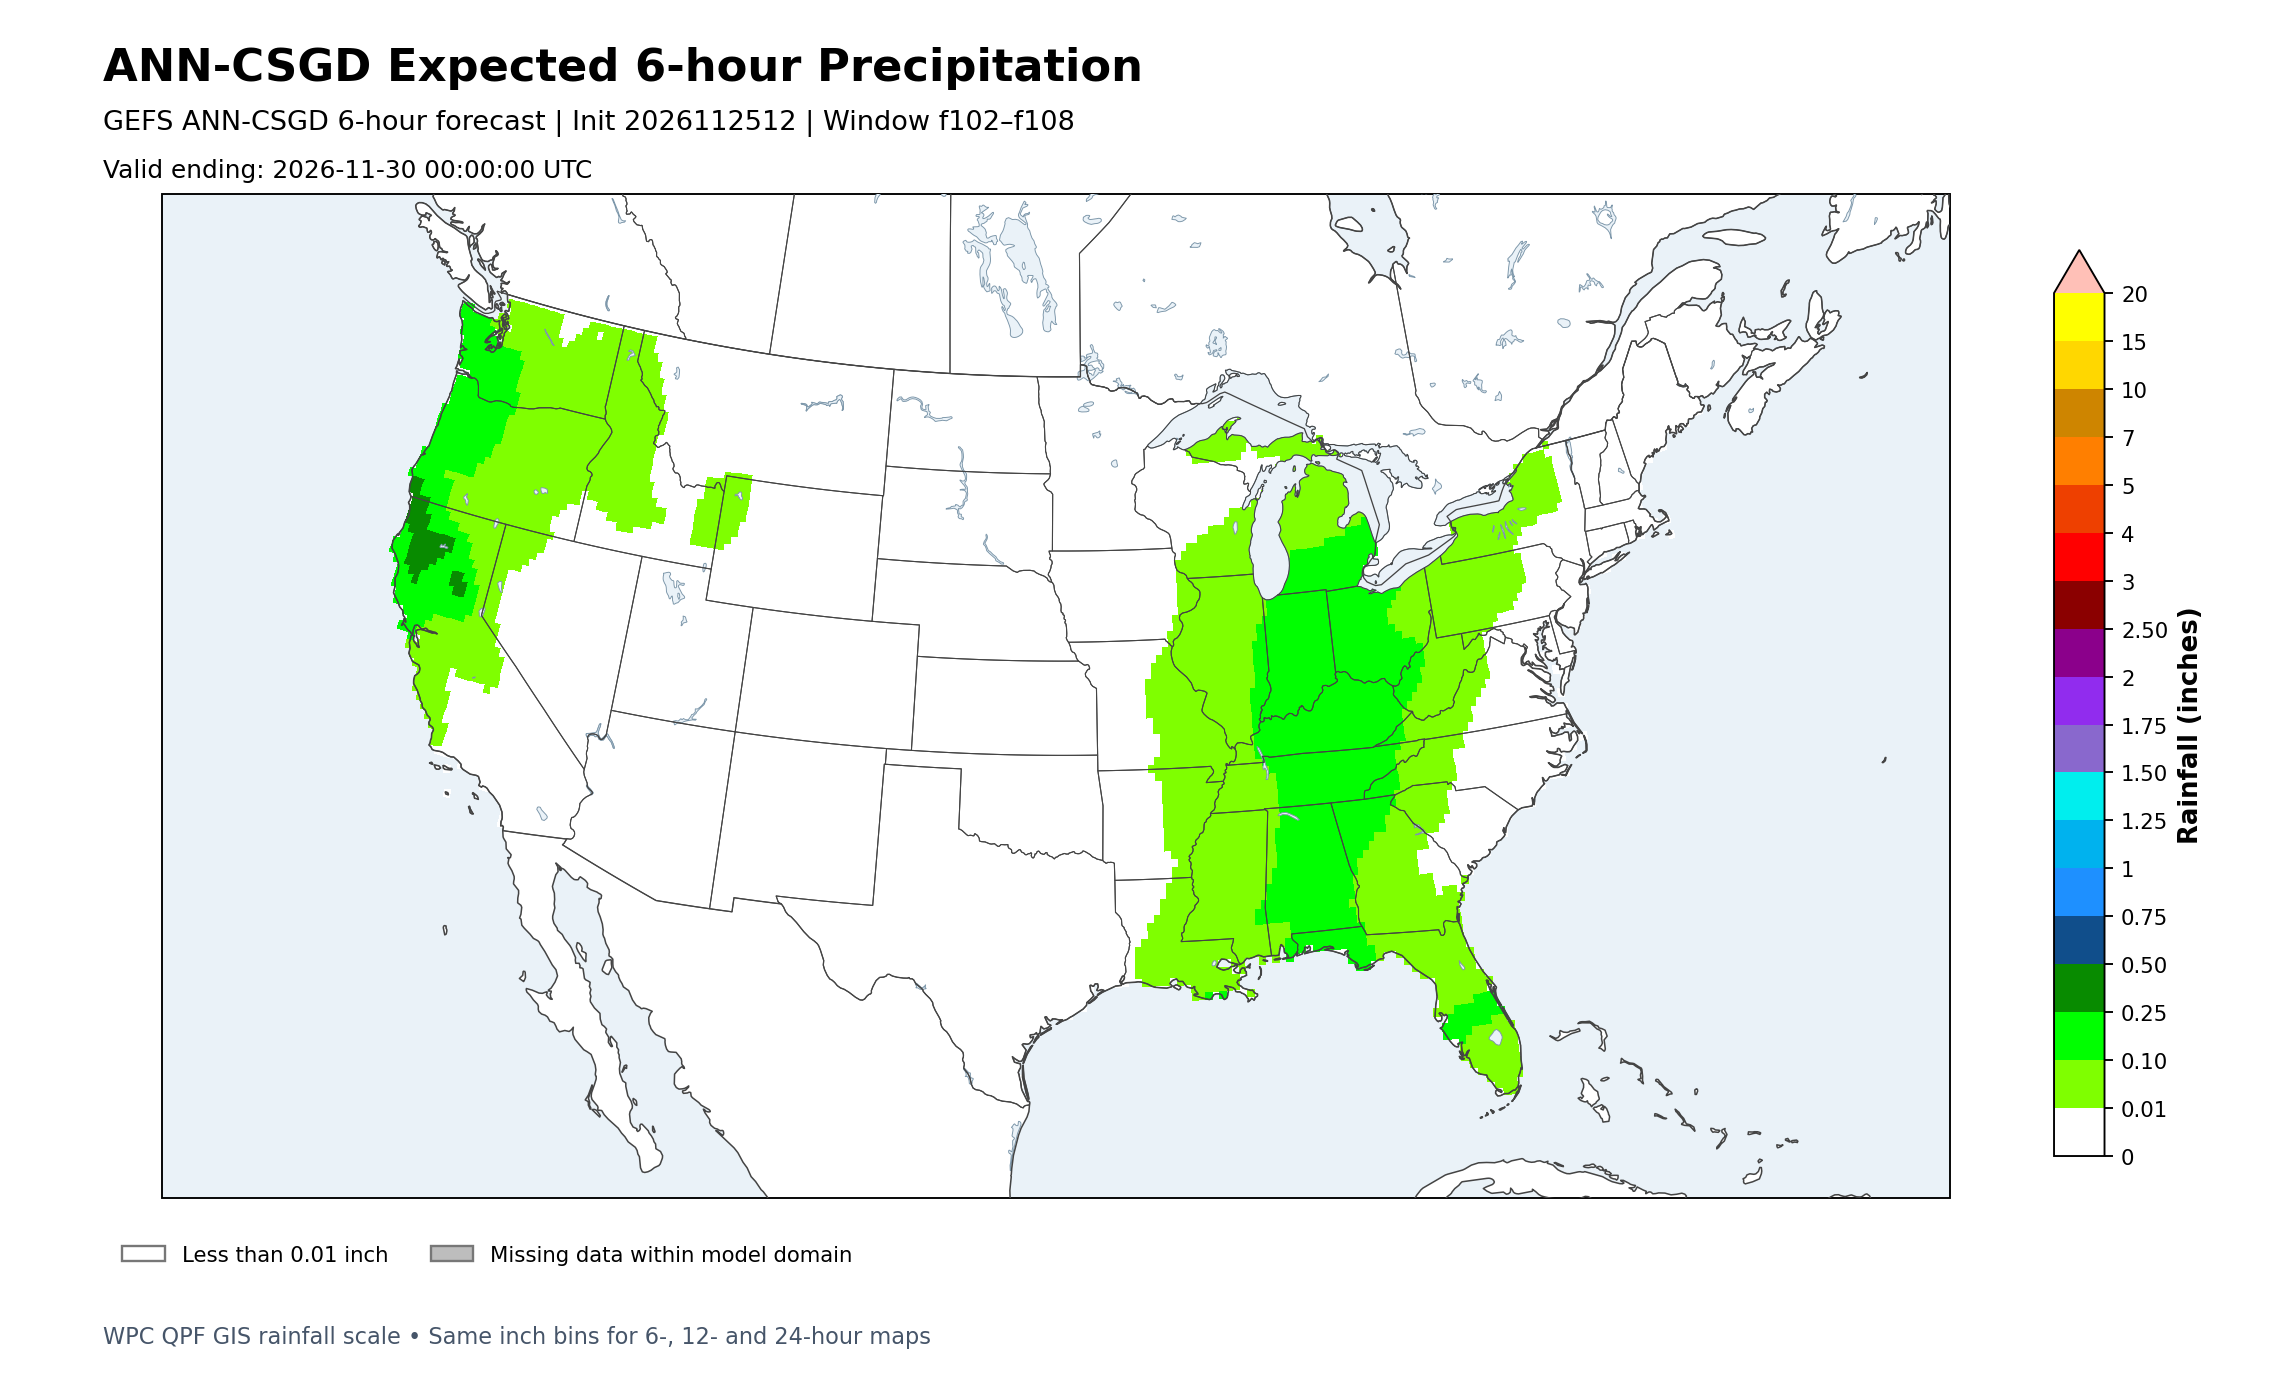 ANN-CSGD Expected 6-hour Precipitation
GEFS ANN-CSGD 6-hour forecast | Init 2026112512 | Window f102–f108
Valid ending: 2026-11-30 00:00:00 UTC
20
15
10
7
5
4
3
2.50
2
1.75
1.50
1.25
1
0.75
0.50
0.25
0.10
0.01
0
Rainfall (inches)
Less than 0.01 inch
Missing data within model domain
WPC QPF GIS rainfall scale • Same inch bins for 6-, 12- and 24-hour maps